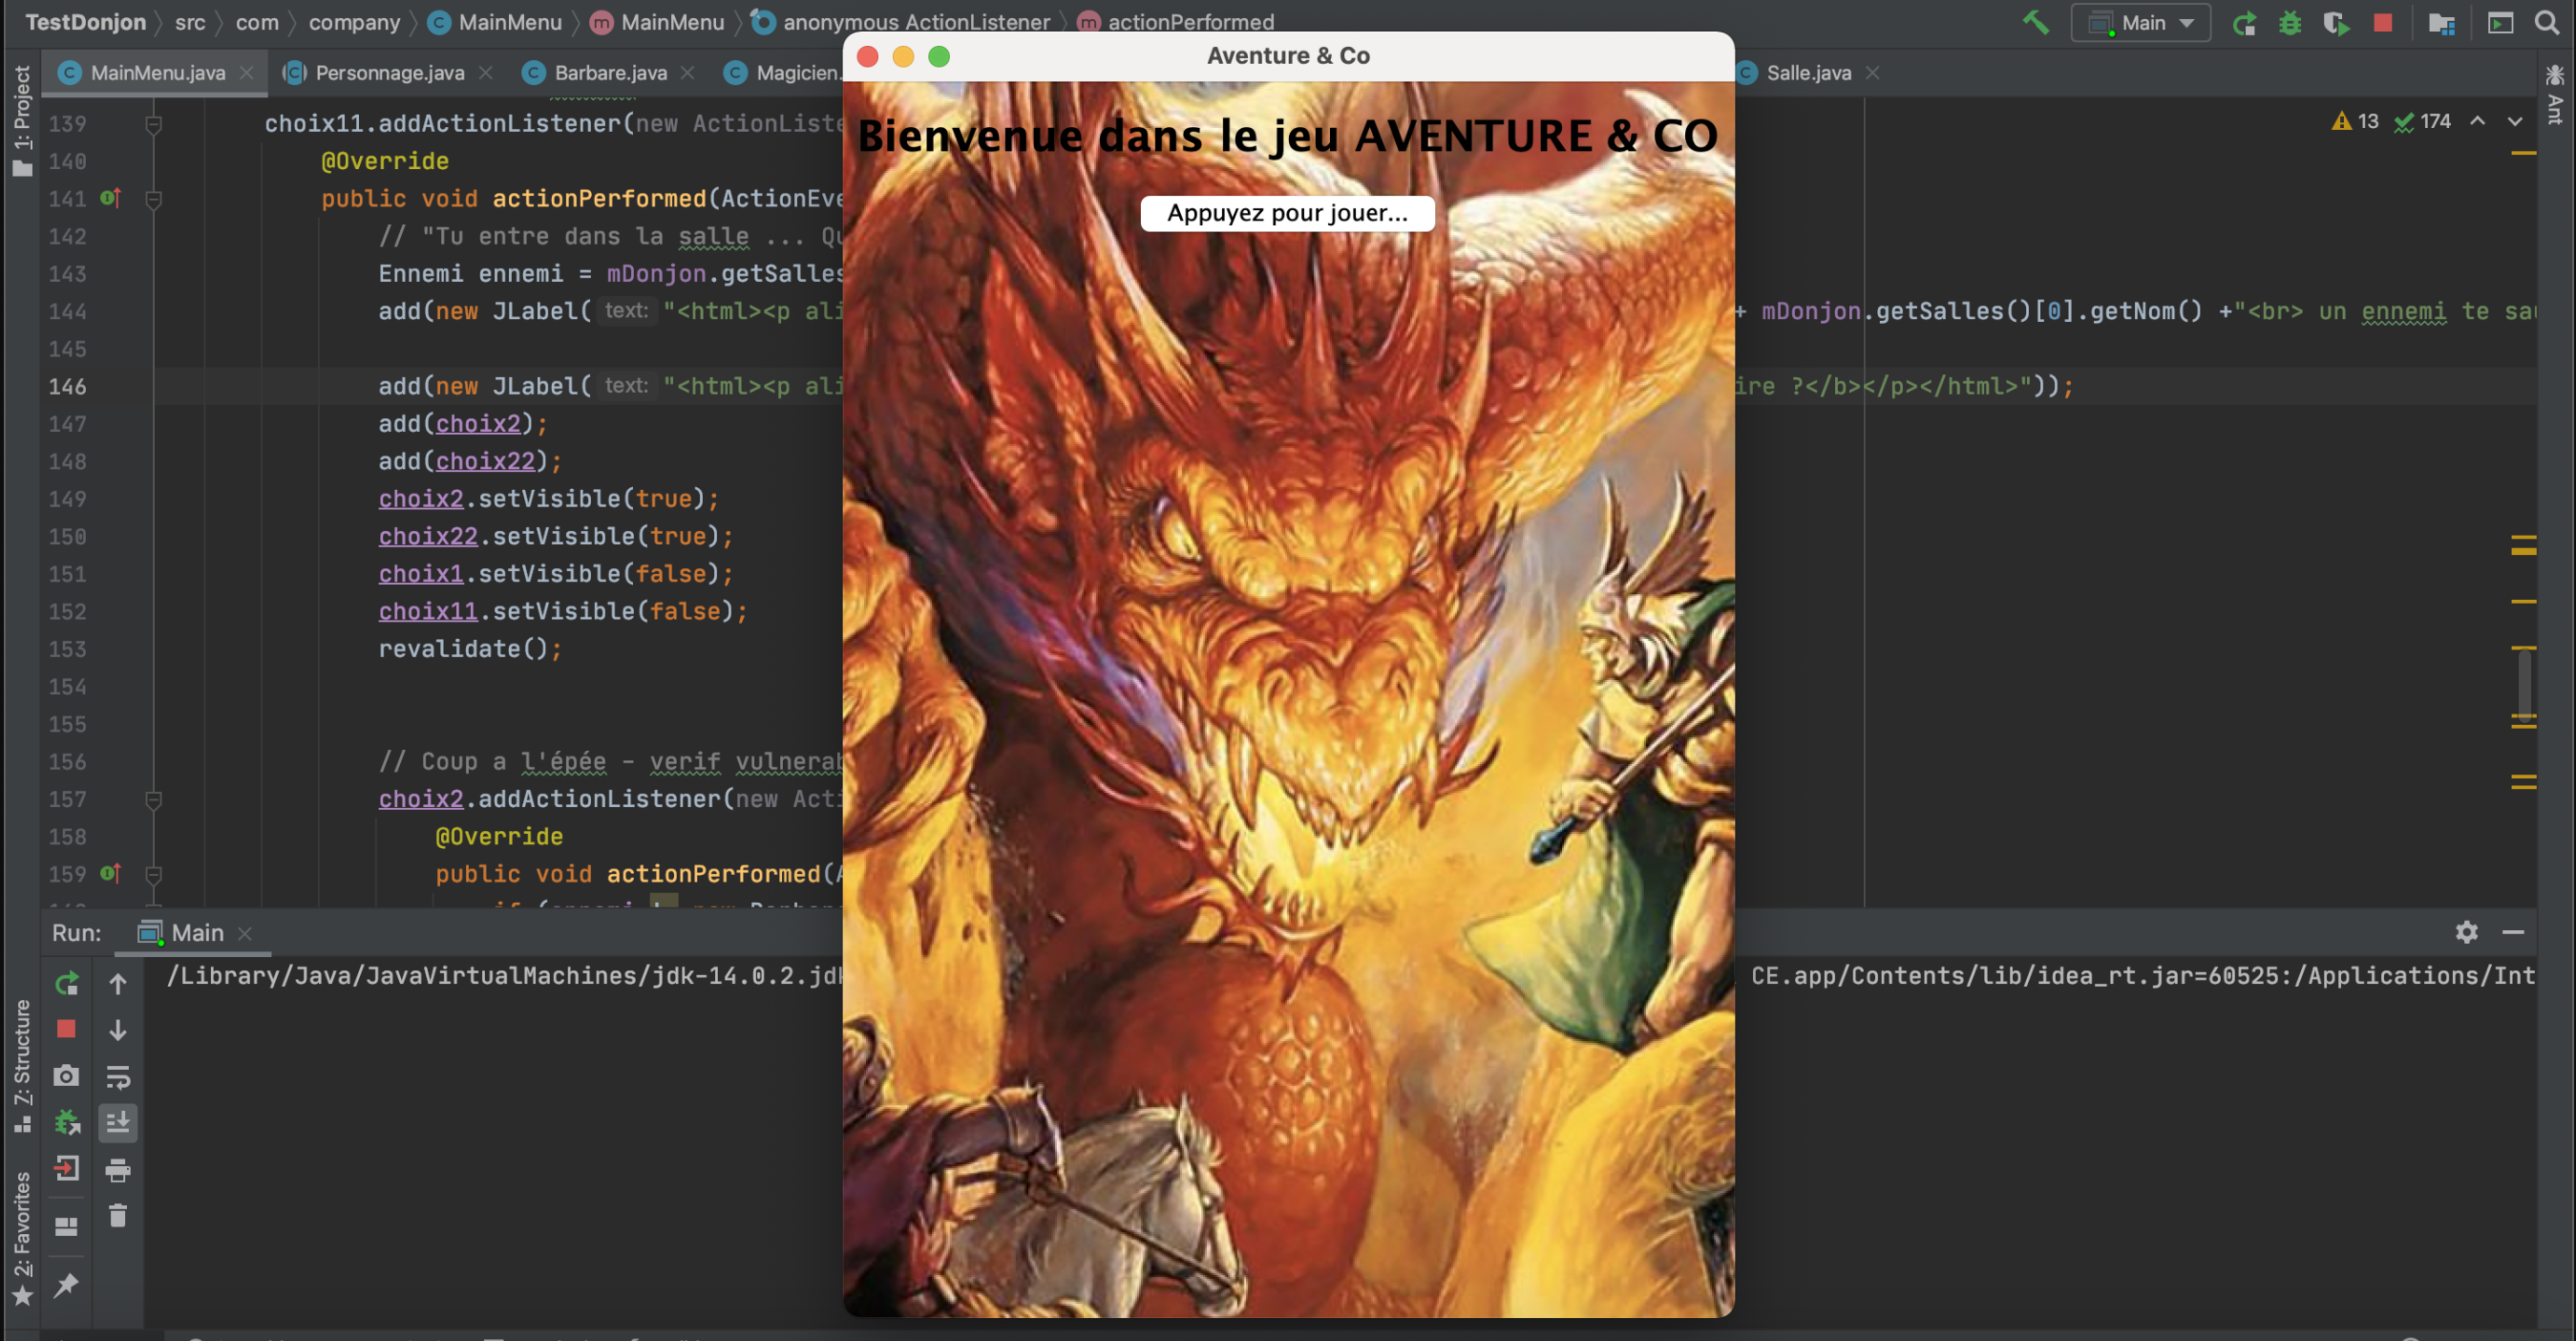 TestDonjon src com company MainMenu MainMenu anonymous ActionListener actionPerformed Main
MainMenu.java Personnage.java Barbare.java Magicien. Salle.java
1: Project
Ant
13 174
139 choix11.addActionListener(new ActionListe
140 @Override
141 public void actionPerformed(ActionEve
142 // "Tu entre dans la salle ... Qu
143 Ennemi ennemi = mDonjon.getSalles
144 add(new JLabel( text: "<html><p ali + mDonjon.getSalles()[0].getNom() +"<br> un ennemi te sau
145
146 add(new JLabel( text: "<html><p ali ire ?</b></p></html>"));
147 add(choix2);
148 add(choix22);
149 choix2.setVisible(true);
150 choix22.setVisible(true);
151 choix1.setVisible(false);
152 choix11.setVisible(false);
153 revalidate();
154
155
156 // Coup a l'épée - verif vulnerab
157 choix2.addActionListener(new Acti
158 @Override
159 public void actionPerformed(A
Aventure & Co
Bienvenue dans le jeu AVENTURE & CO
Appuyez pour jouer...
Run: Main
/Library/Java/JavaVirtualMachines/jdk-14.0.2.jdk CE.app/Contents/lib/idea_rt.jar=60525:/Applications/Int
Z: Structure
2: Favorites